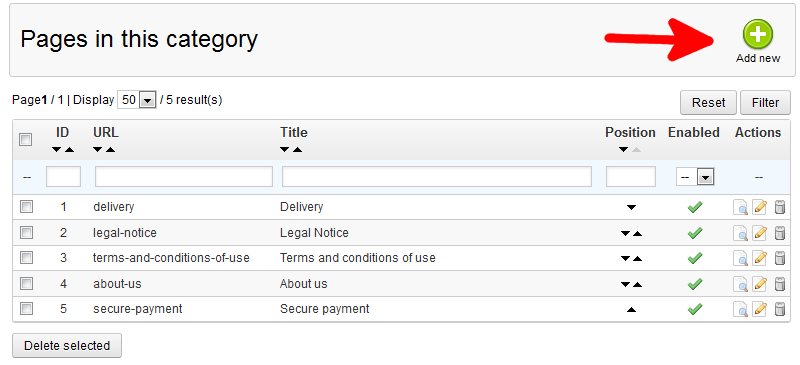 Pages in this category
Add new
Page1 / 1 | Display 50 / 5 result(s)
Reset Filter
ID URL Title Position Enabled Actions
-- -- --
1 delivery Delivery
2 legal-notice Legal Notice
3 terms-and-conditions-of-use Terms and conditions of use
4 about-us About us
5 secure-payment Secure payment
Delete selected